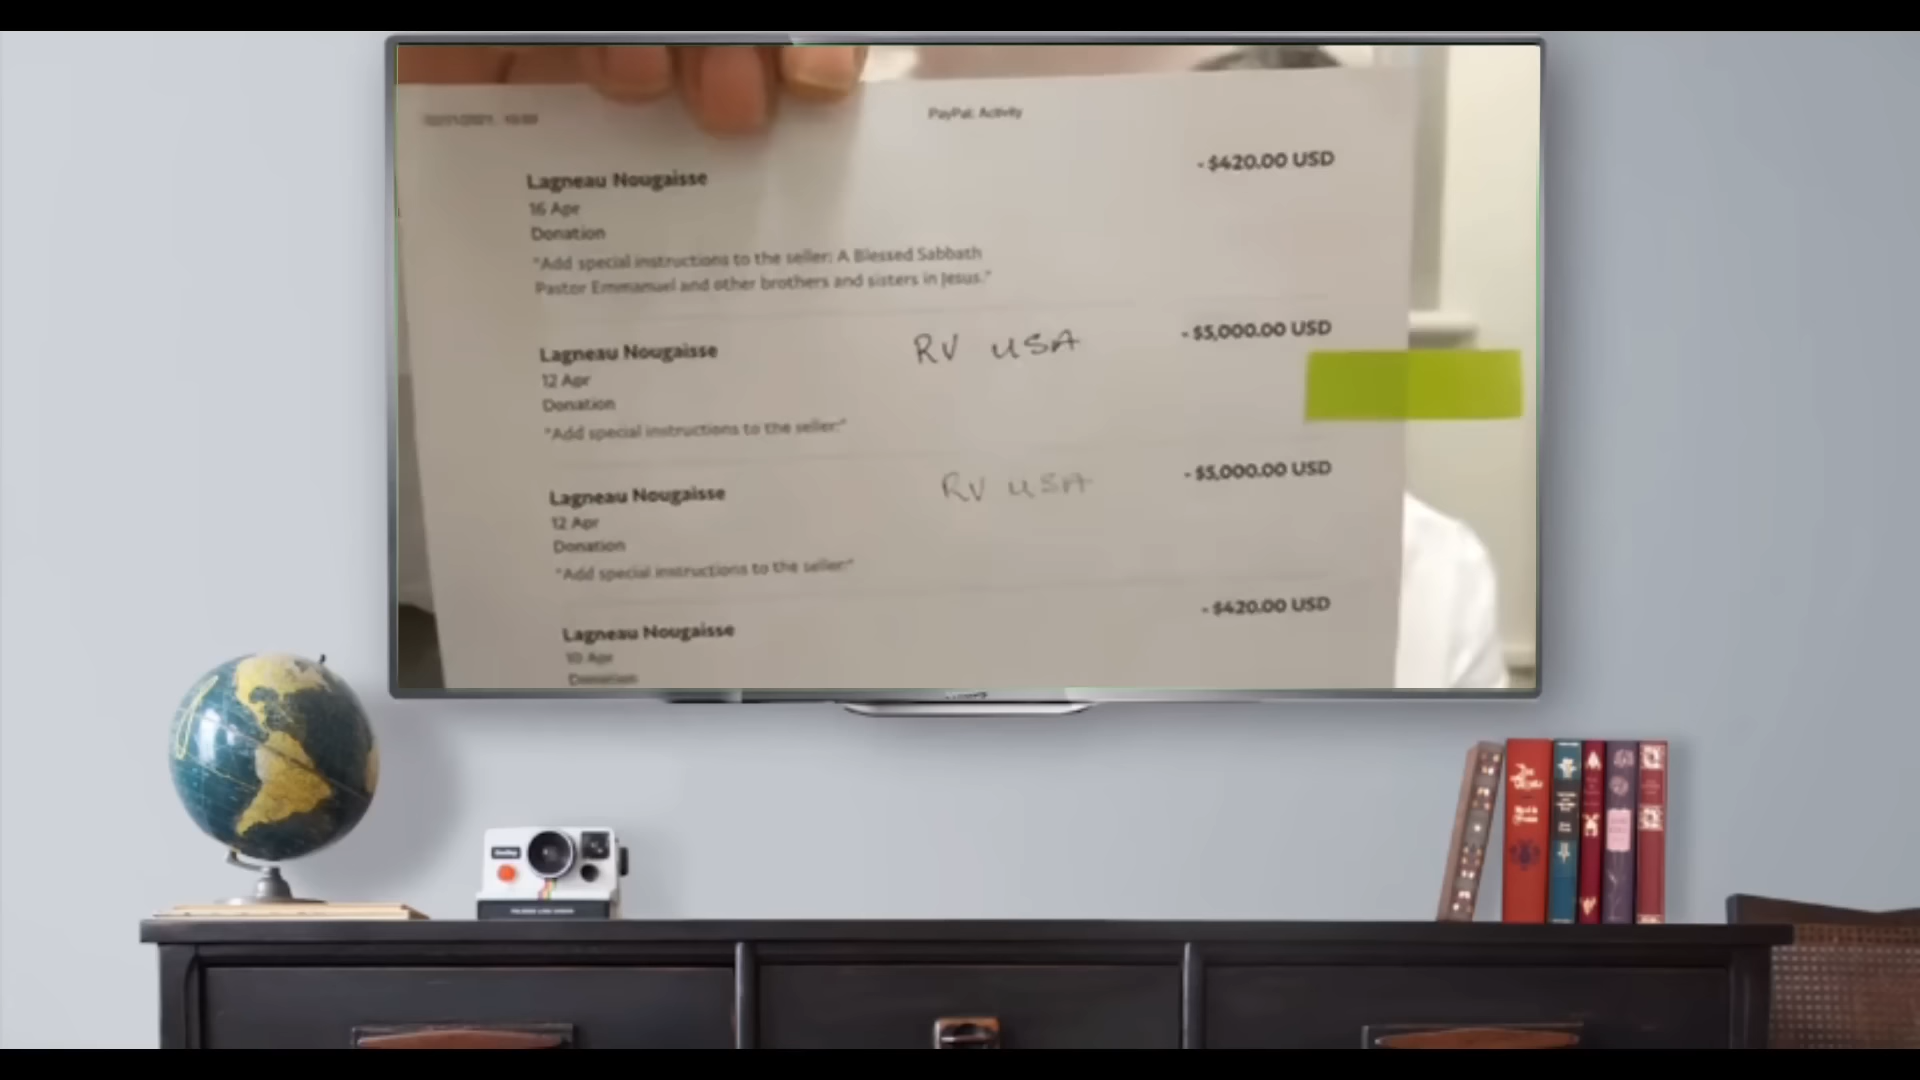 PayPal: Activity
- $420.00 USD
Lagneau Nougaisse
16 Apr
Donation
"Add special instructions to the seller: A Blessed Sabbath
Pastor Emmanuel and other brothers and sisters in Jesus."
Lagneau Nougaisse
RV USA
- $5,000.00 USD
12 Apr
Donation
"Add special instructions to the seller:"
Lagneau Nougaisse
RV USA
- $5,000.00 USD
12 Apr
Donation
"Add special instructions to the seller:"
- $420.00 USD
Lagneau Nougaisse
10 Apr
Donation